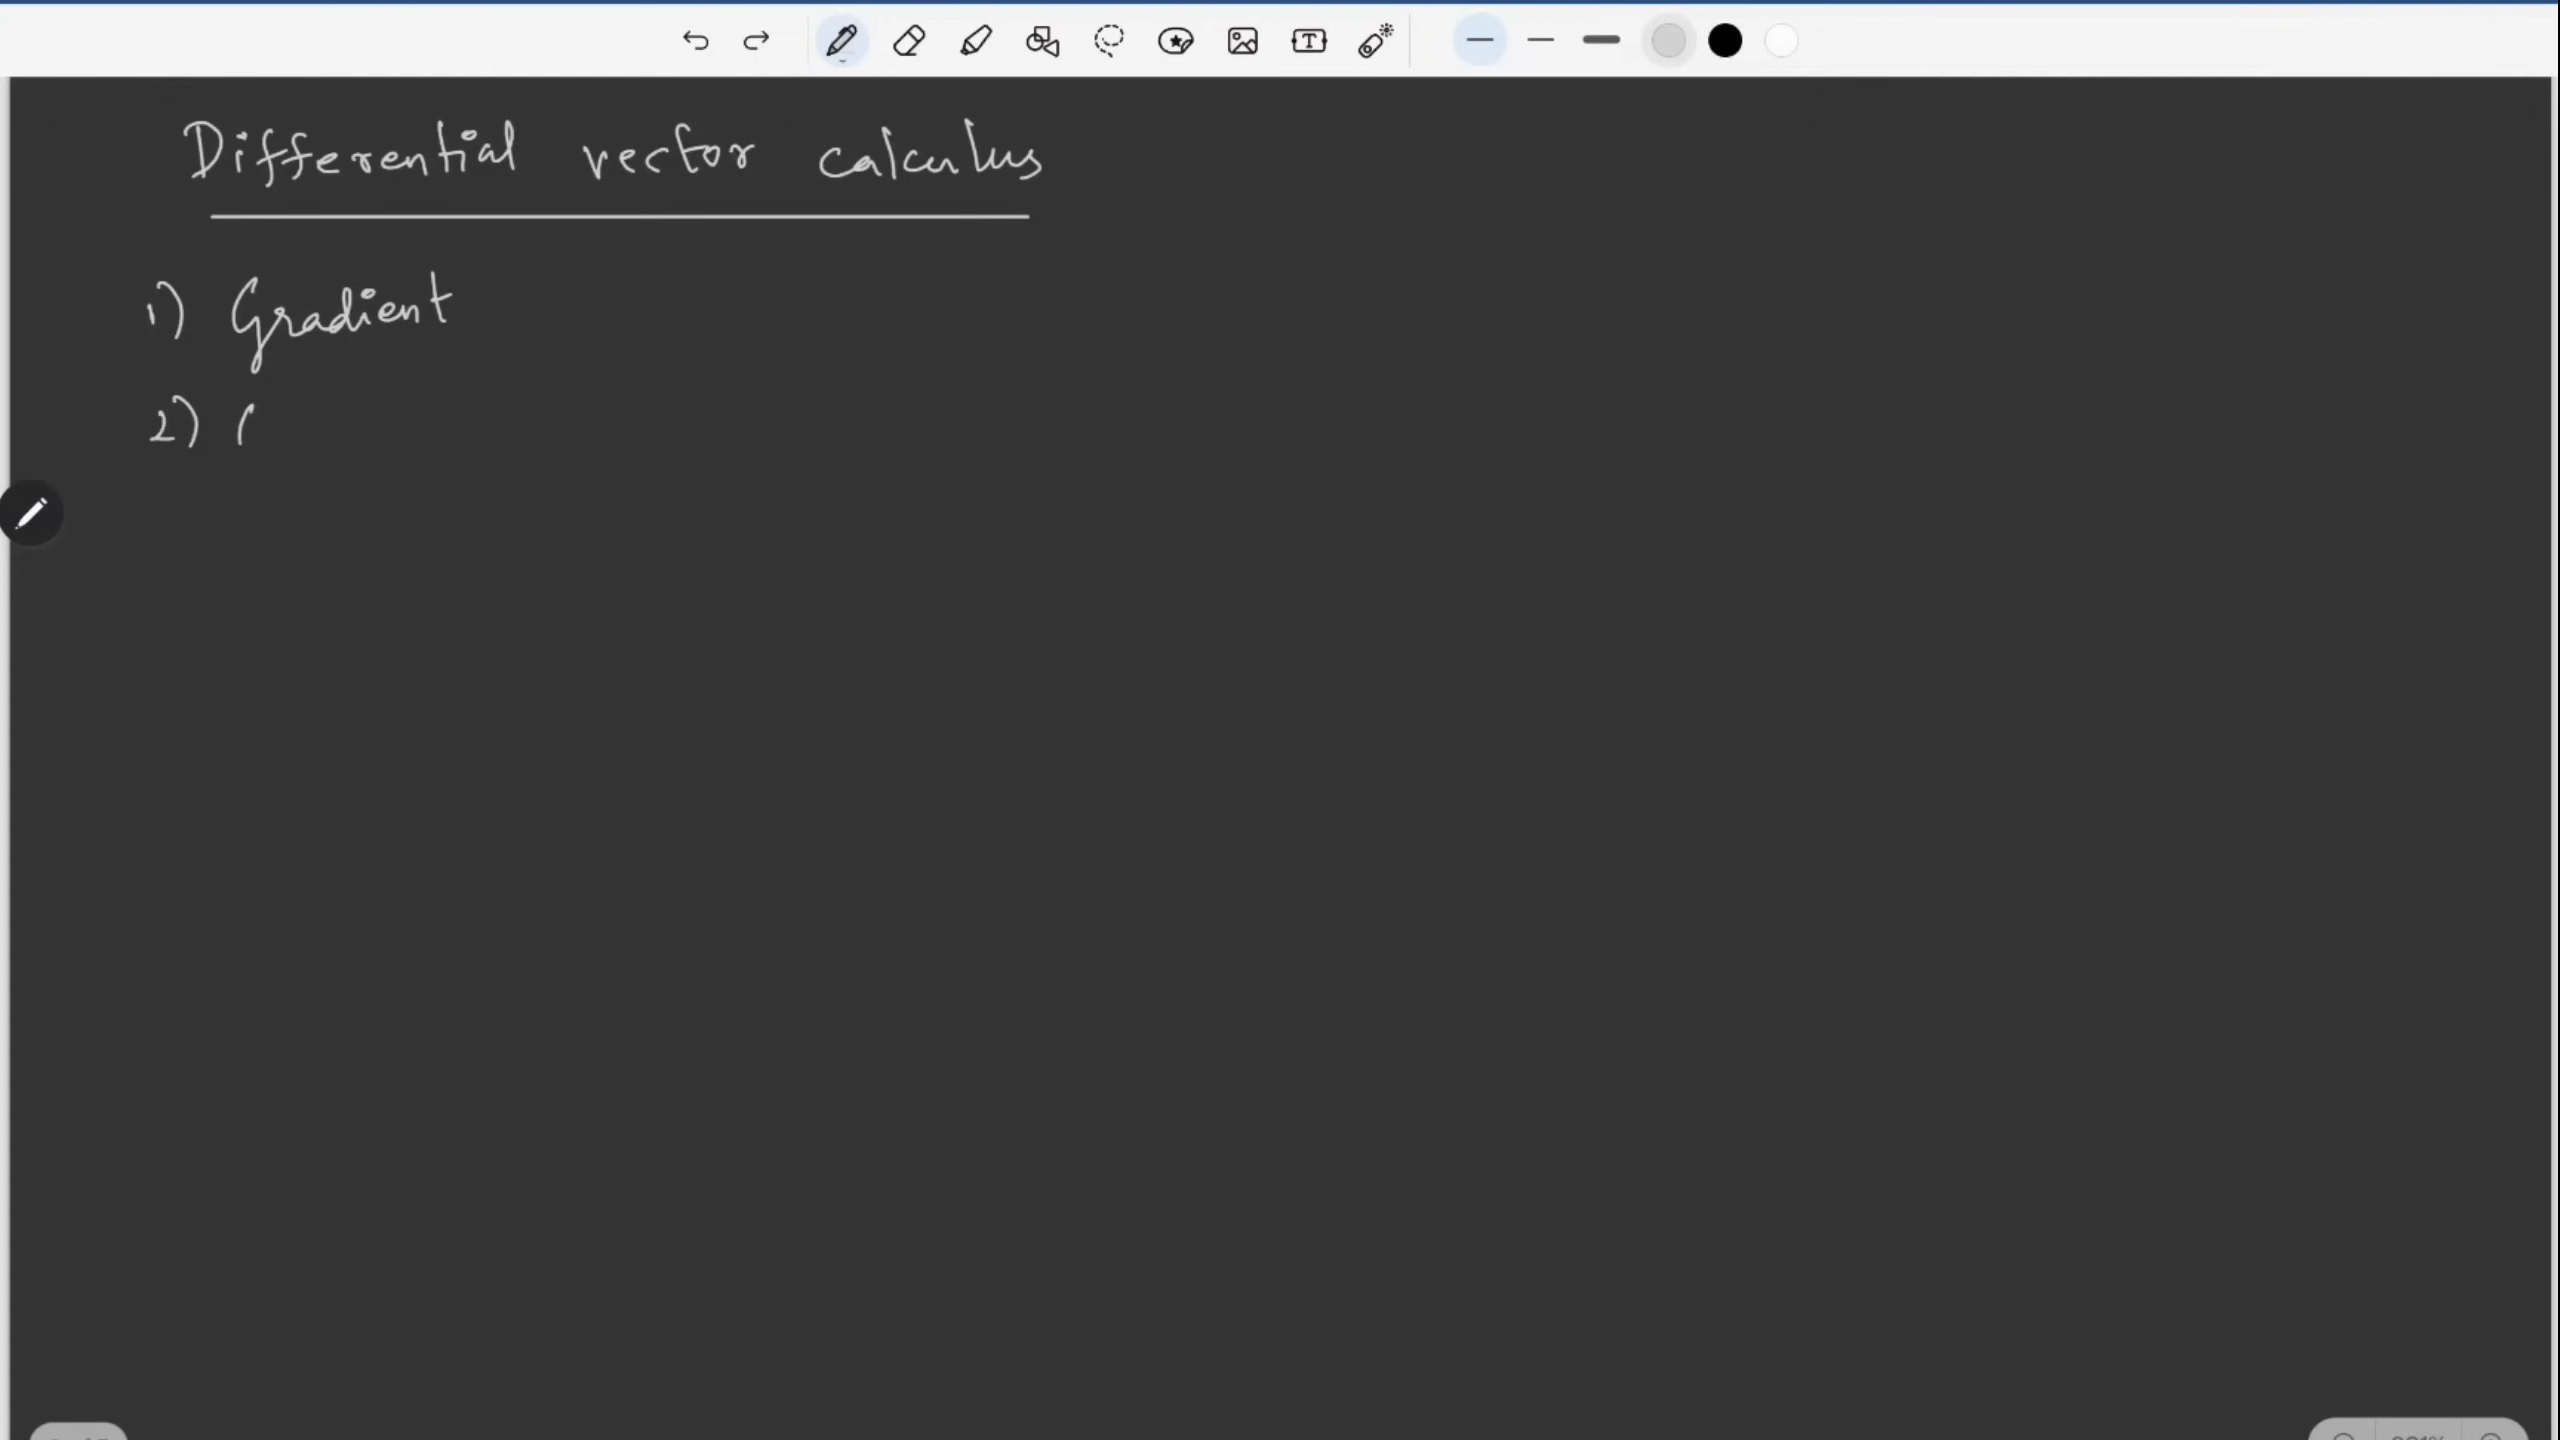 Differential vector calculus
1) Gradient
2)